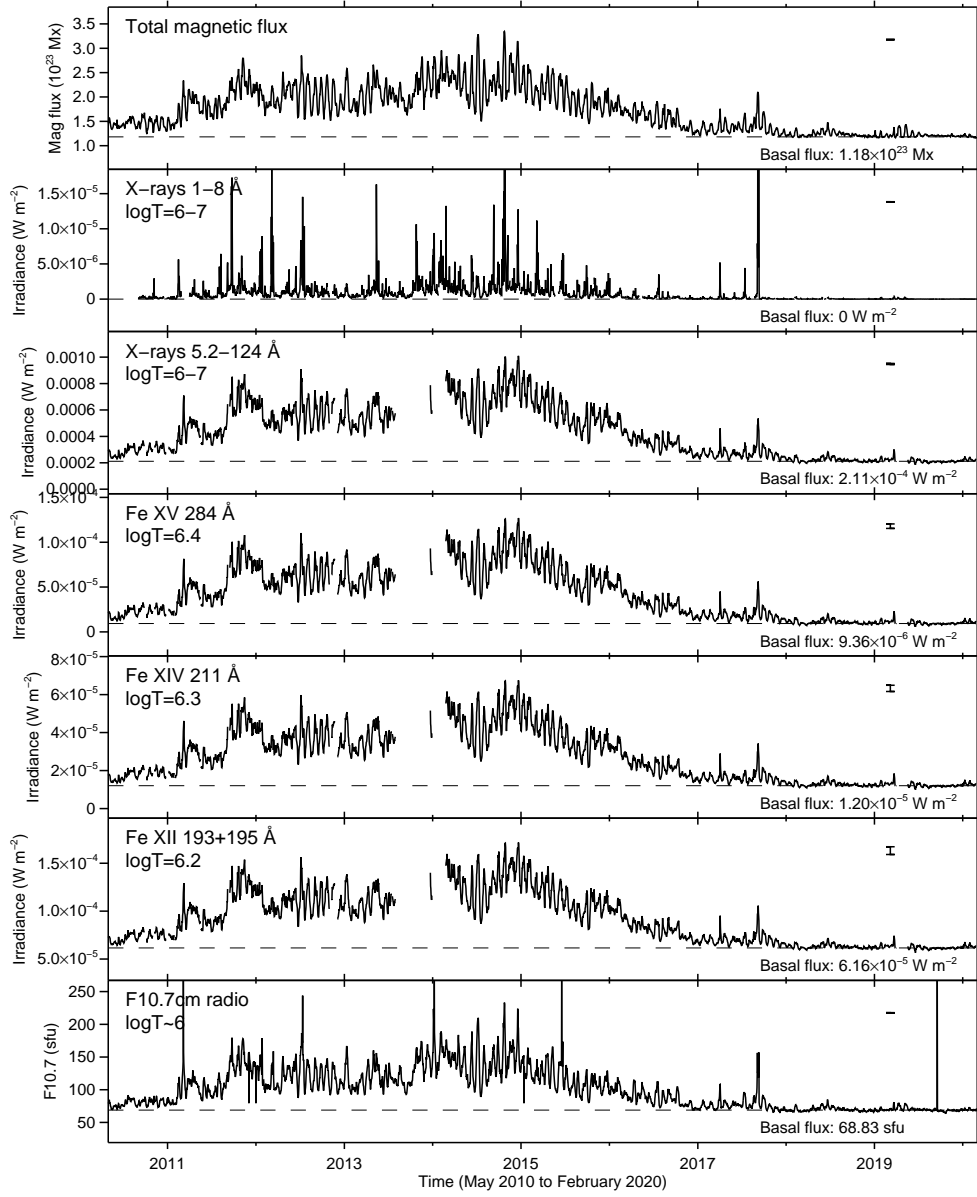 Total magnetic flux
Mag flux (10²³ Mx)
3.5
3.0
2.5
2.0
1.5
1.0
Basal flux: 1.18×10²³ Mx
X−rays 1−8 Å
logT=6−7
Irradiance (W m⁻²)
1.5×10⁻⁵
1.0×10⁻⁵
5.0×10⁻⁶
0
Basal flux: 0 W m⁻²
X−rays 5.2−124 Å
logT=6−7
Irradiance (W m⁻²)
0.0010
0.0008
0.0006
0.0004
0.0002
0.0000
Basal flux: 2.11×10⁻⁴ W m⁻²
Fe XV 284 Å
logT=6.4
Irradiance (W m⁻²)
1.5×10⁻⁴
1.0×10⁻⁴
5.0×10⁻⁵
0
Basal flux: 9.36×10⁻⁶ W m⁻²
Fe XIV 211 Å
logT=6.3
Irradiance (W m⁻²)
8×10⁻⁵
6×10⁻⁵
4×10⁻⁵
2×10⁻⁵
0
Basal flux: 1.20×10⁻⁵ W m⁻²
Fe XII 193+195 Å
logT=6.2
Irradiance (W m⁻²)
1.5×10⁻⁴
1.0×10⁻⁴
5.0×10⁻⁵
Basal flux: 6.16×10⁻⁵ W m⁻²
F10.7cm radio
logT~6
F10.7 (sfu)
250
200
150
100
50
Basal flux: 68.83 sfu
2011 2013 2015 2017 2019
Time (May 2010 to February 2020)